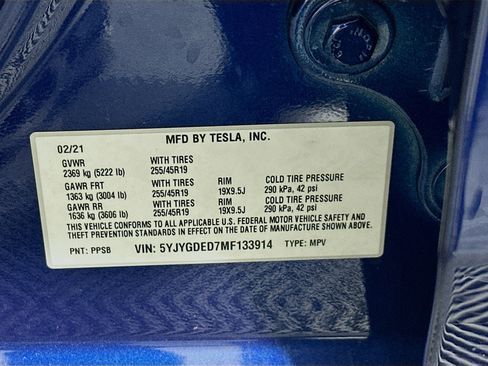 MFD BY TESLA, INC.
02/21
GVWR WITH TIRES
2369 kg (5222 lb) 255/45R19 RIM COLD TIRE PRESSURE
GAWR FRT WITH TIRES
1363 kg (3004 lb) 255/45R19 19X9.5J 290 kPa, 42 psi
GAWR RR WITH TIRES RIM COLD TIRE PRESSURE
1636 kg (3606 lb) 255/45R19 19X9.5J 290 kPa, 42 psi
THIS VEHICLE CONFORMS TO ALL APPLICABLE U.S. FEDERAL MOTOR VEHICLE SAFETY AND
THEFT PREVENTION STANDARDS IN EFFECT ON THE DATE OF MANUFACTURE SHOWN ABOVE.
PNT: PPSB VIN: 5YJYGDED7MF133914 TYPE: MPV